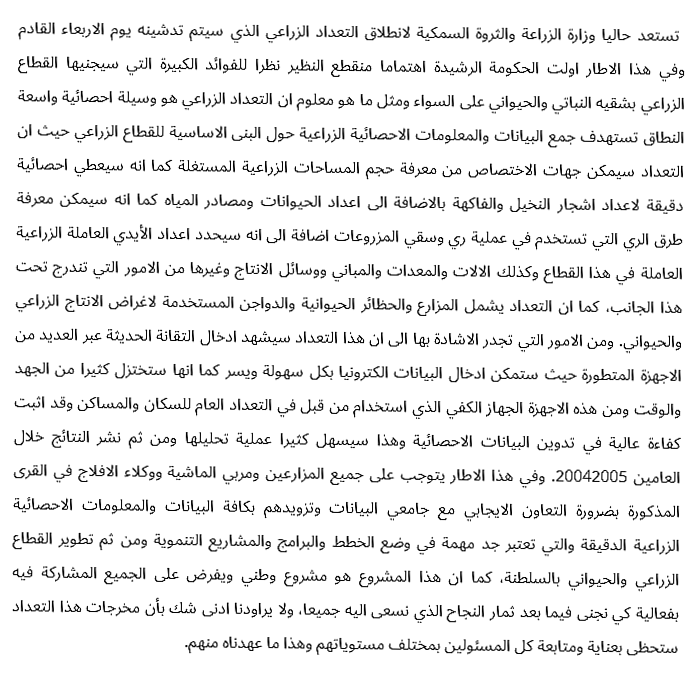 تستعد حاليا وزارة الزراعة والثروة السمكية لانطلاق التعداد الزراعي الذي سيتم تدشينه يوم الاربعاء القادم
وفي هذا الاطار اولت الحكومة الرشيدة اهتماما منقطع النظير نظرا للفوائد الكبيرة التي سيجنيها القطاع
الزراعي بشقيه النباتي والحيواني على السواء ومثل ما هو معلوم ان التعداد الزراعي هو وسيلة احصائية واسعة
النطاق تستهدف جمع البيانات والمعلومات الاحصائية الزراعية حول البنى الاساسية للقطاع الزراعي حيث ان
التعداد سيمكن جهات الاختصاص من معرفة حجم المساحات الزراعية المستغلة كما انه سيعطي احصائية
دقيقة لاعداد اشجار النخيل والفاكهة بالاضافة الى اعداد الحيوانات ومصادر المياه كما انه سيمكن معرفة
طرق الري التي تستخدم في عملية ري وسقي المزروعات اضافة الى انه سيحدد اعداد الأيدي العاملة الزراعية
العاملة في هذا القطاع وكذلك الالات والمعدات والمباني ووسائل الانتاج وغيرها من الامور التي تندرج تحت
هذا الجانب، كما ان التعداد يشمل المزارع والحظائر الحيوانية والدواجن المستخدمة لاغراض الانتاج الزراعي
والحيواني. ومن الامور التي تجدر الاشادة بها الى ان هذا التعداد سيشهد ادخال التقانة الحديثة عبر العديد من
الاجهزة المتطورة حيث ستمكن ادخال البيانات الكترونيا بكل سهولة ويسر كما انها ستختزل كثيرا من الجهد
والوقت ومن هذه الاجهزة الجهاز الكفي الذي استخدام من قبل في التعداد العام للسكان والمساكن وقد اثبت
كفاءة عالية في تدوين البيانات الاحصائية وهذا سيسهل كثيرا عملية تحليلها ومن ثم نشر النتائج خلال
العامين 20042005. وفي هذا الاطار يتوجب على جميع المزارعين ومربي الماشية ووكلاء الافلاج في القرى
المذكورة بضرورة التعاون الايجابي مع جامعي البيانات وتزويدهم بكافة البيانات والمعلومات الاحصائية
الزراعية الدقيقة والتي تعتبر جد مهمة في وضع الخطط والبرامج والمشاريع التنموية ومن ثم تطوير القطاع
الزراعي والحيواني بالسلطنة، كما ان هذا المشروع هو مشروع وطني ويفرض على الجميع المشاركة فيه
بفعالية كي نجنى فيما بعد ثمار النجاح الذي نسعى اليه جميعا، ولا يراودنا ادنى شك بأن مخرجات هذا التعداد
ستحظى بعناية ومتابعة كل المسئولين بمختلف مستوياتهم وهذا ما عهدناه منهم.